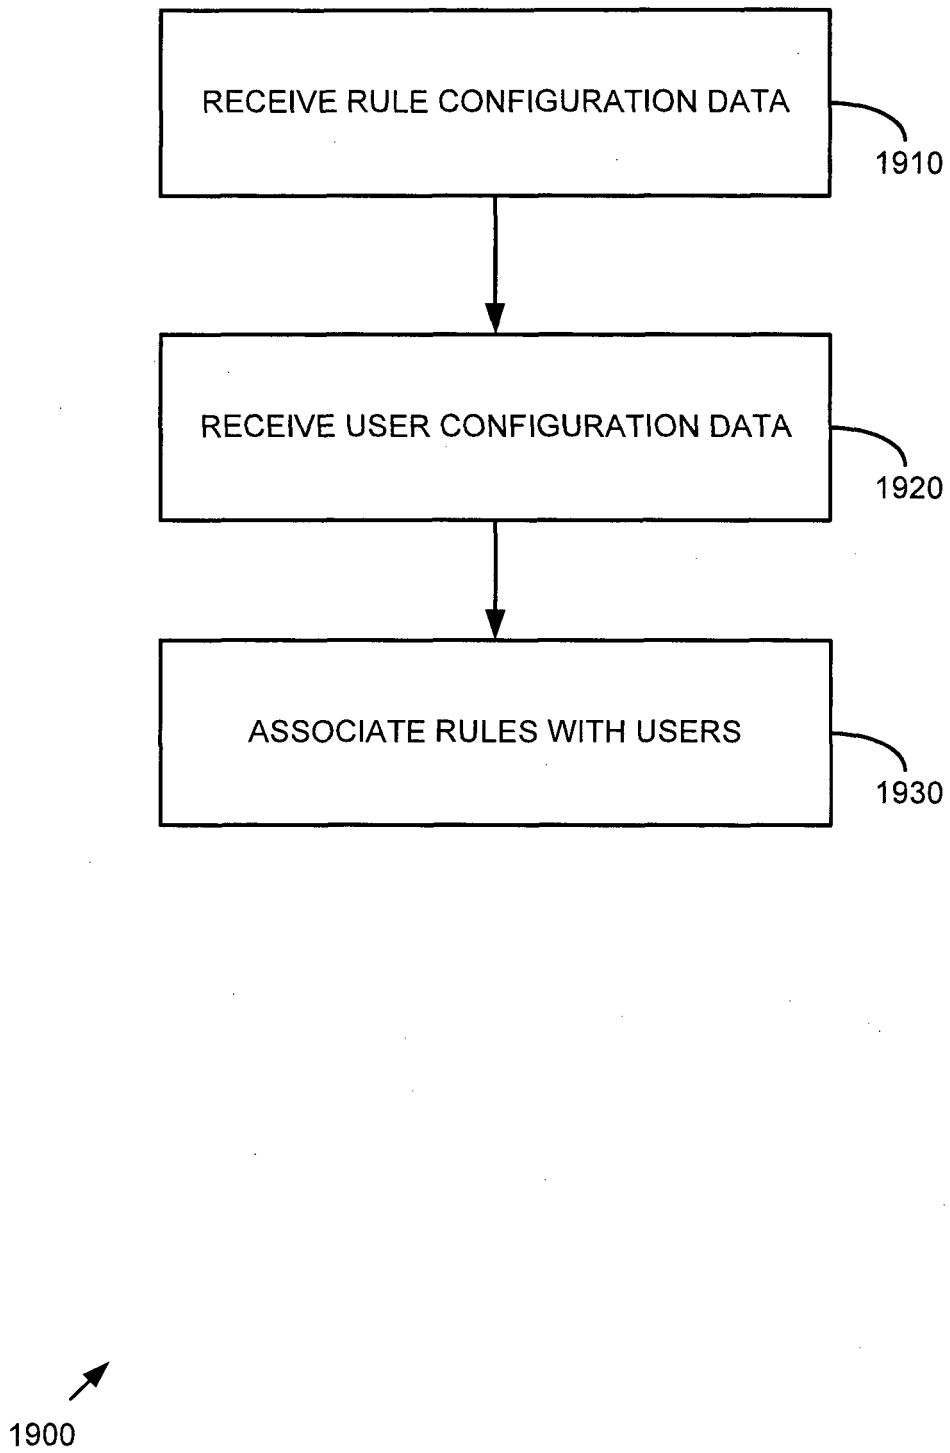 RECEIVE RULE CONFIGURATION DATA
1910
RECEIVE USER CONFIGURATION DATA
1920
ASSOCIATE RULES WITH USERS
1930
1900